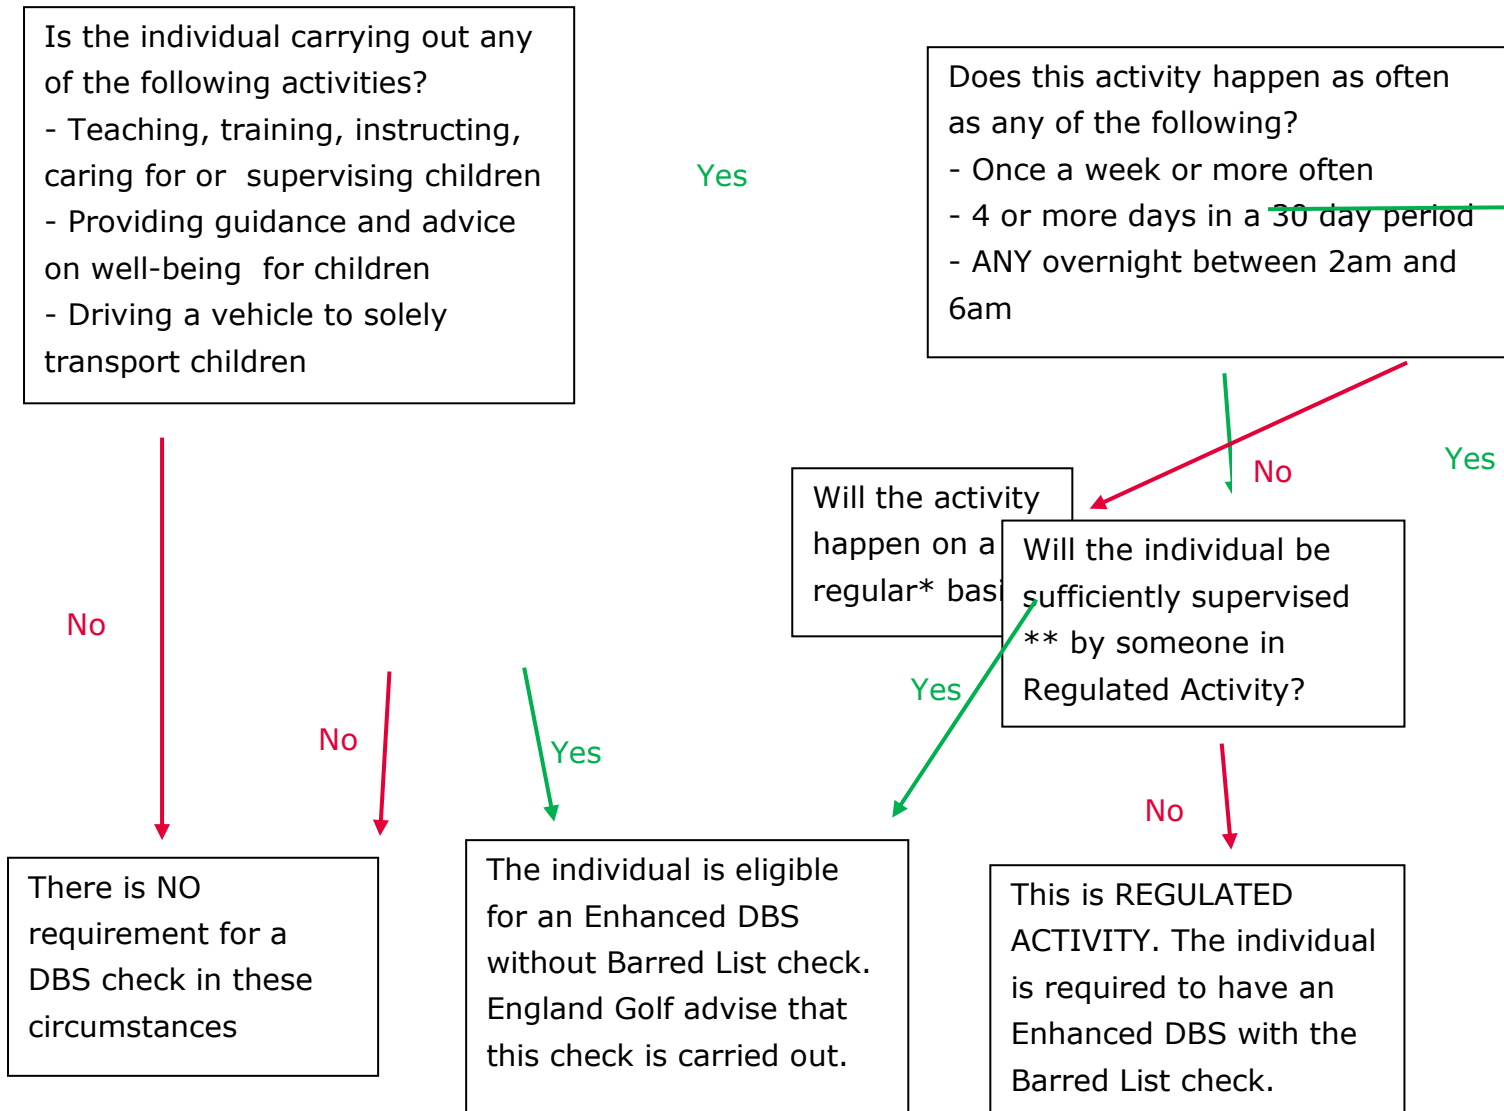 Is the individual carrying out any
of the following activities?
- Teaching, training, instructing,
caring for or  supervising children
- Providing guidance and advice
on well-being  for children
- Driving a vehicle to solely
transport children
Yes
Does this activity happen as often
as any of the following?
- Once a week or more often
- 4 or more days in a 30 day period
- ANY overnight between 2am and
6am
No
Yes
Will the activity
happen on a
regular*
Will the individual be
sufficiently supervised
** by someone in
Regulated Activity?
No
Yes
No
Yes
No
There is NO
requirement for a
DBS check in these
circumstances
The individual is eligible
for an Enhanced DBS
without Barred List check.
England Golf advise that
this check is carried out.
This is REGULATED
ACTIVITY. The individual
is required to have an
Enhanced DBS with the
Barred List check.